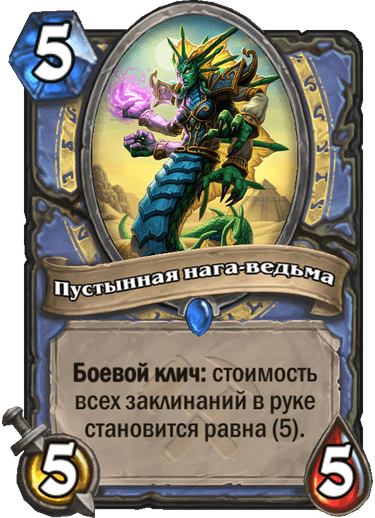 5
Пустынная нага-ведьма
Боевой клич: стоимость
всех заклинаний в руке
становится равна (5).
5
5